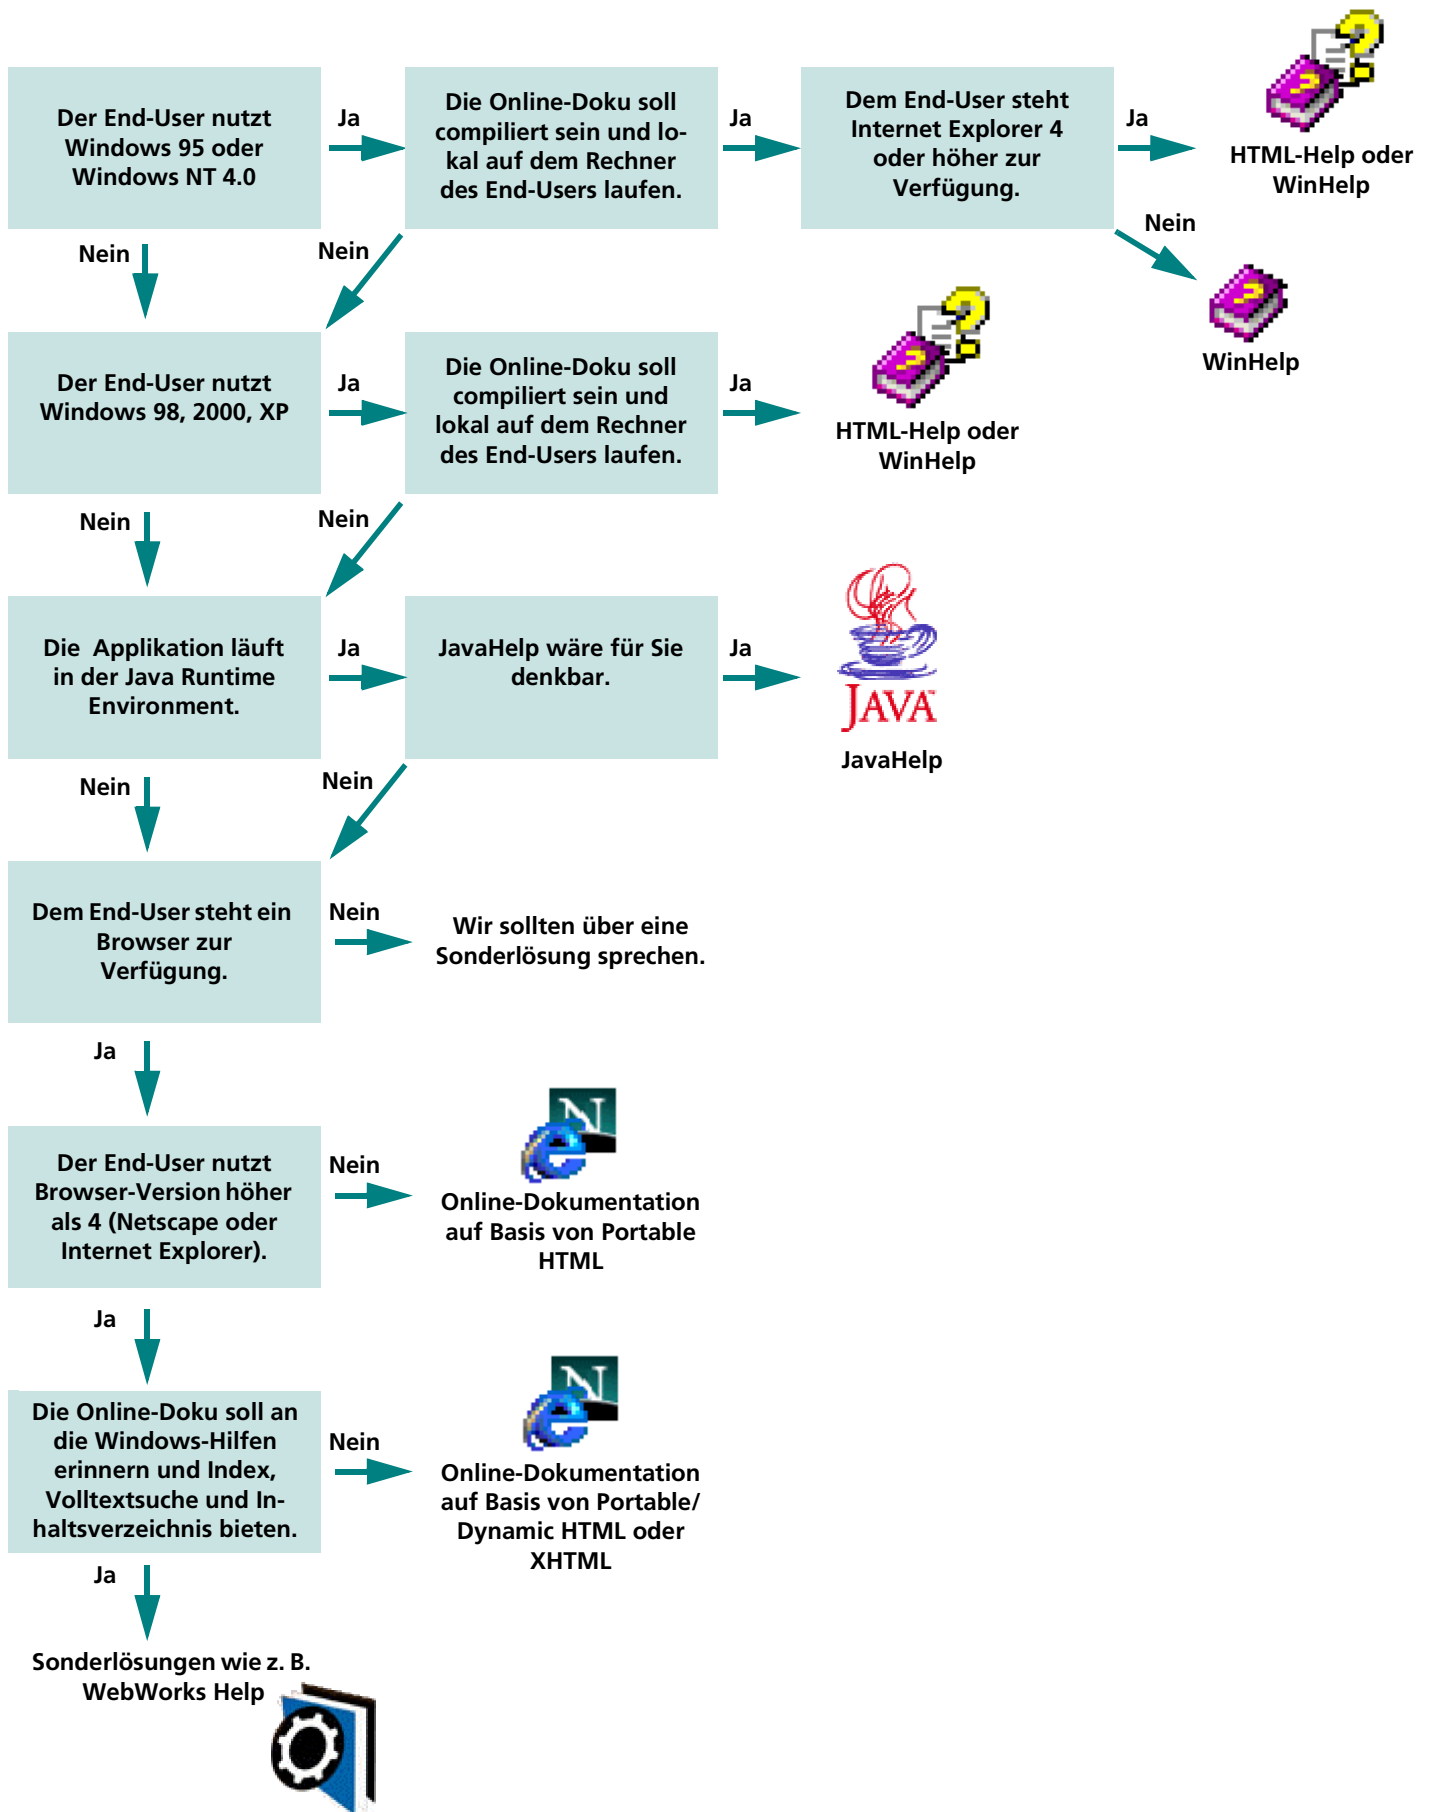 Der End-User nutzt
Windows 95 oder
Windows NT 4.0
Ja
Die Online-Doku soll
compiliert sein und lo-
kal auf dem Rechner
des End-Users laufen.
Ja
Dem End-User steht
Internet Explorer 4
oder höher zur
Verfügung.
Ja
HTML-Help oder
WinHelp
Nein
Nein
Nein
WinHelp
Der End-User nutzt
Windows 98, 2000, XP
Ja
Die Online-Doku soll
compiliert sein und
lokal auf dem Rechner
des End-Users laufen.
Ja
HTML-Help oder
WinHelp
Nein
Nein
Die  Applikation läuft
in der Java Runtime
Environment.
Ja
JavaHelp wäre für Sie
denkbar.
Ja
JAVA™
JavaHelp
Nein
Nein
Dem End-User steht ein
Browser zur
Verfügung.
Nein
Wir sollten über eine
Sonderlösung sprechen.
Ja
Der End-User nutzt
Browser-Version höher
als 4 (Netscape oder
Internet Explorer).
Nein
N
Online-Dokumentation
auf Basis von Portable
HTML
Ja
Die Online-Doku soll an
die Windows-Hilfen
erinnern und Index,
Volltextsuche und In-
haltsverzeichnis bieten.
Nein
N
Online-Dokumentation
auf Basis von Portable/
Dynamic HTML oder
XHTML
Ja
Sonderlösungen wie z. B.
WebWorks Help